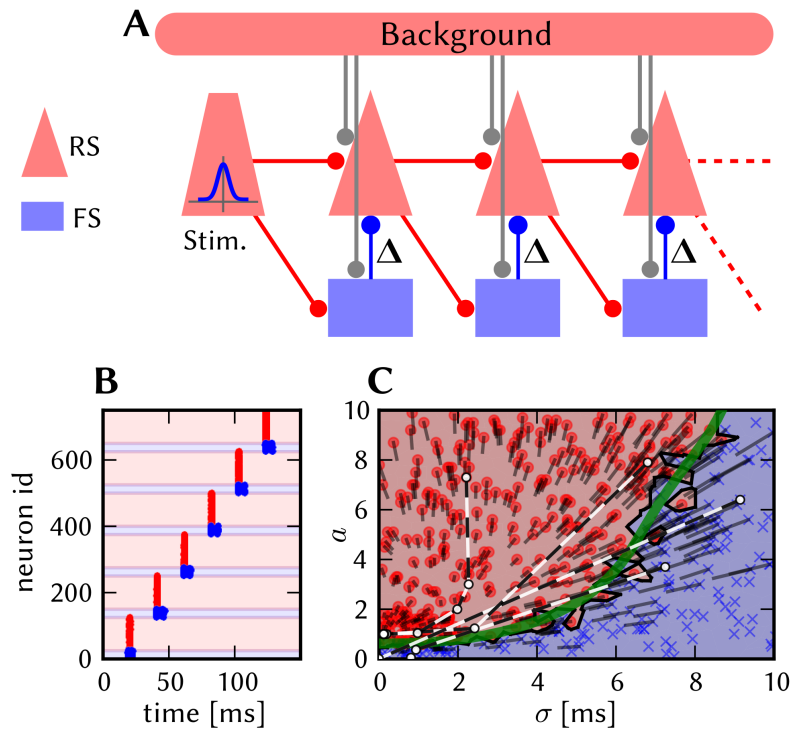 A
Background
RS
FS
Stim.
Δ Δ Δ
B
neuron id
600
400
200
0
0 50 100
time [ms]
C
a
10
8
6
4
2
0
0 2 4 6 8 10
σ [ms]